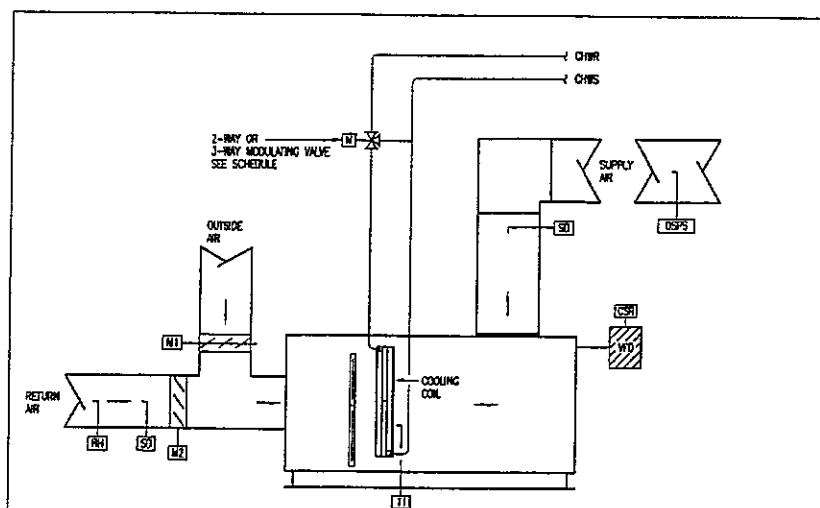 CHWR
CHWS
2-WAY OR
3-WAY MODULATING VALVE
SEE SCHEDULE
M
SUPPLY
AIR
DSPS
OUTSIDE
AIR
SD
CSR
VFD
M1
COOLING
COIL
RETURN
AIR
RH
SD
M2
T1